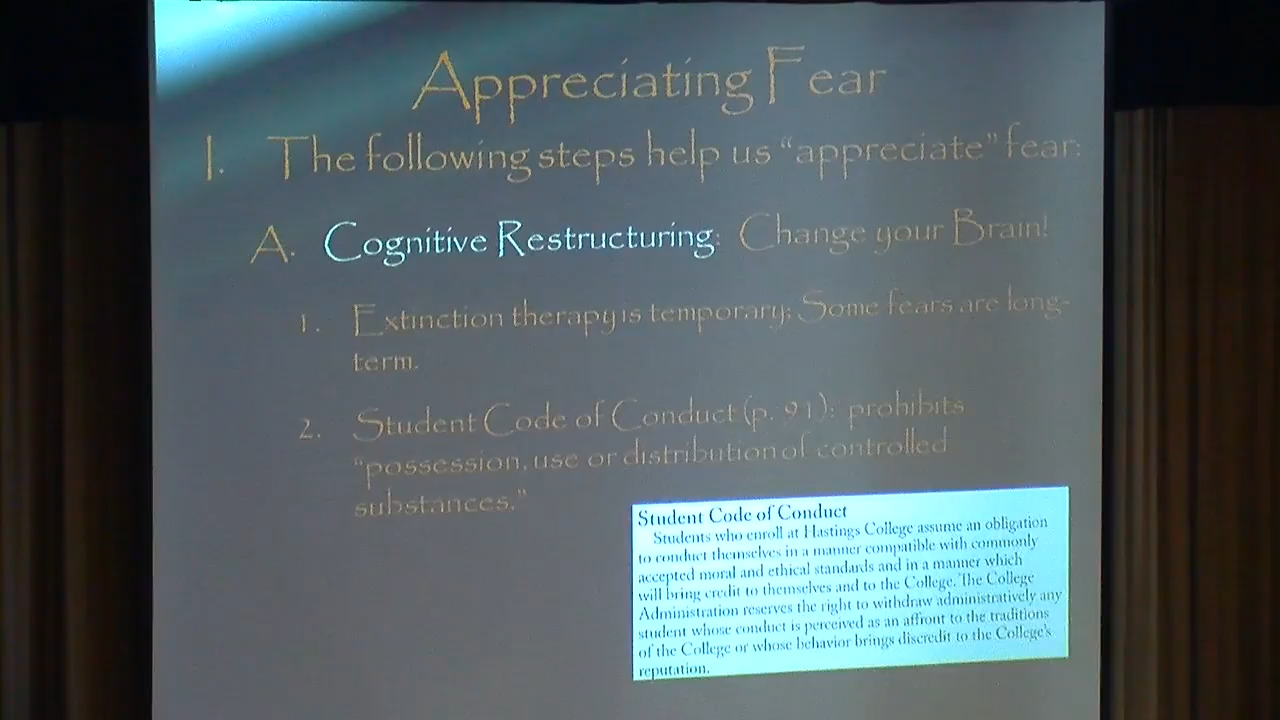 Appreciating Fear
I. The following steps help us “appreciate” fear:
A. Cognitive Restructuring: Change your Brain!
1. Extinction therapy is temporary; Some fears are long-
term.
2. Student Code of Conduct (p. 91): prohibits
“possession, use or distribution of controlled
substances.”
Student Code of Conduct
Students who enroll at Hastings College assume an obligation
to conduct themselves in a manner compatible with commonly
accepted moral and ethical standards and in a manner which
will bring credit to themselves and to the College. The College
Administration reserves the right to withdraw administratively any
student whose conduct is perceived as an affront to the traditions
of the College or whose behavior brings discredit to the College's
reputation.